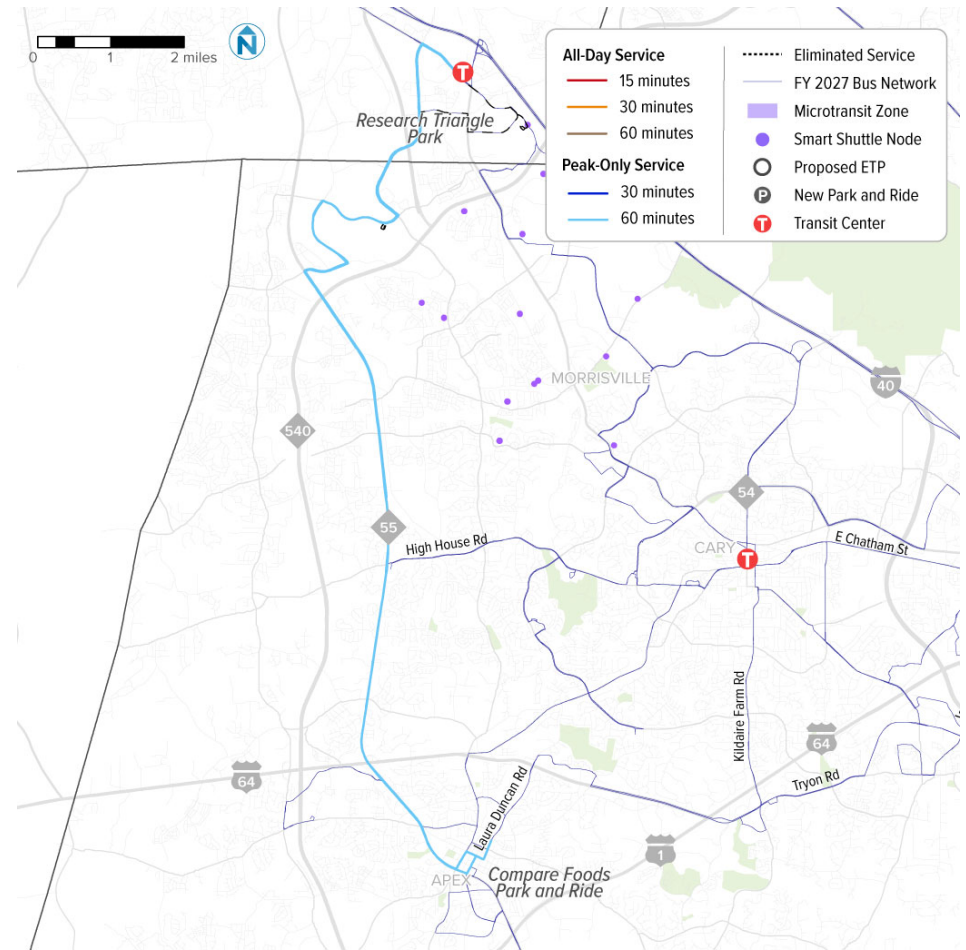 N
0 1 2 miles
All-Day Service
15 minutes
30 minutes
60 minutes
Peak-Only Service
30 minutes
60 minutes
Eliminated Service
FY 2027 Bus Network
Microtransit Zone
Smart Shuttle Node
Proposed ETP
P New Park and Ride
T Transit Center
T
Research Triangle
Park
MORRISVILLE
40
540
54
55
High House Rd
CARY
T
E Chatham St
Kildaire Farm Rd
64
64
Tryon Rd
Laura Duncan Rd
1
APEX
Compare Foods
Park and Ride